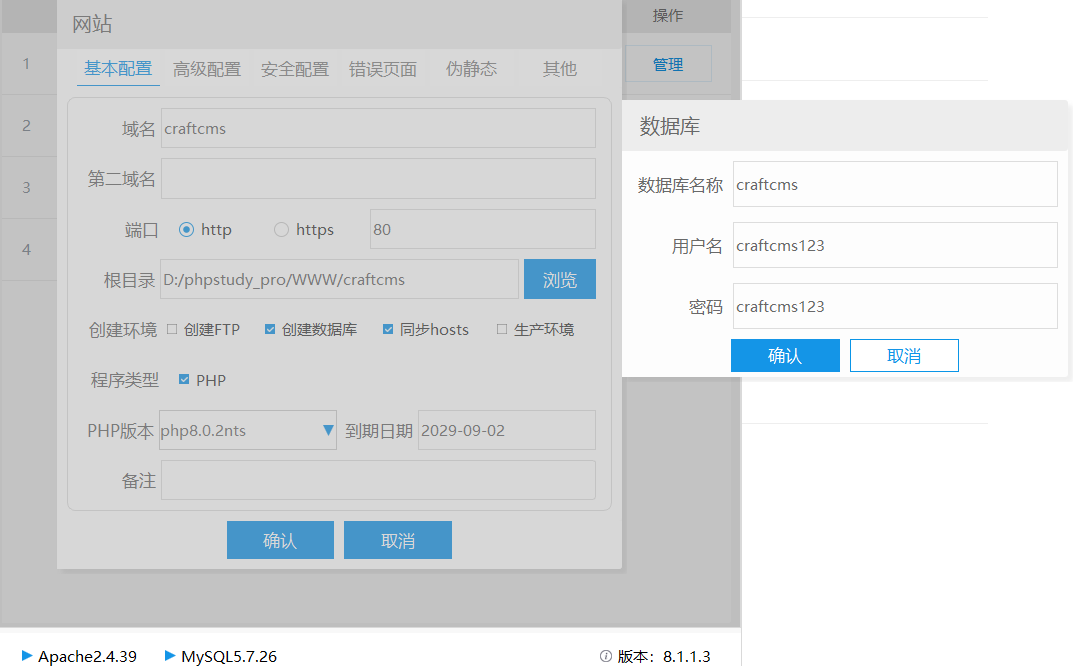 网站
操作
基本配置 高级配置 安全配置 错误页面 伪静态 其他
1
管理
域名 craftcms
2
第二域名
3
端口 http https 80
4
根目录 D:/phpstudy_pro/WWW/craftcms 浏览
创建环境 创建FTP 创建数据库 同步hosts 生产环境
程序类型 PHP
PHP版本 php8.0.2nts 到期日期 2029-09-02
备注
确认 取消
数据库
数据库名称 craftcms
用户名 craftcms123
密码 craftcms123
确认 取消
Apache2.4.39 MySQL5.7.26 版本：8.1.1.3